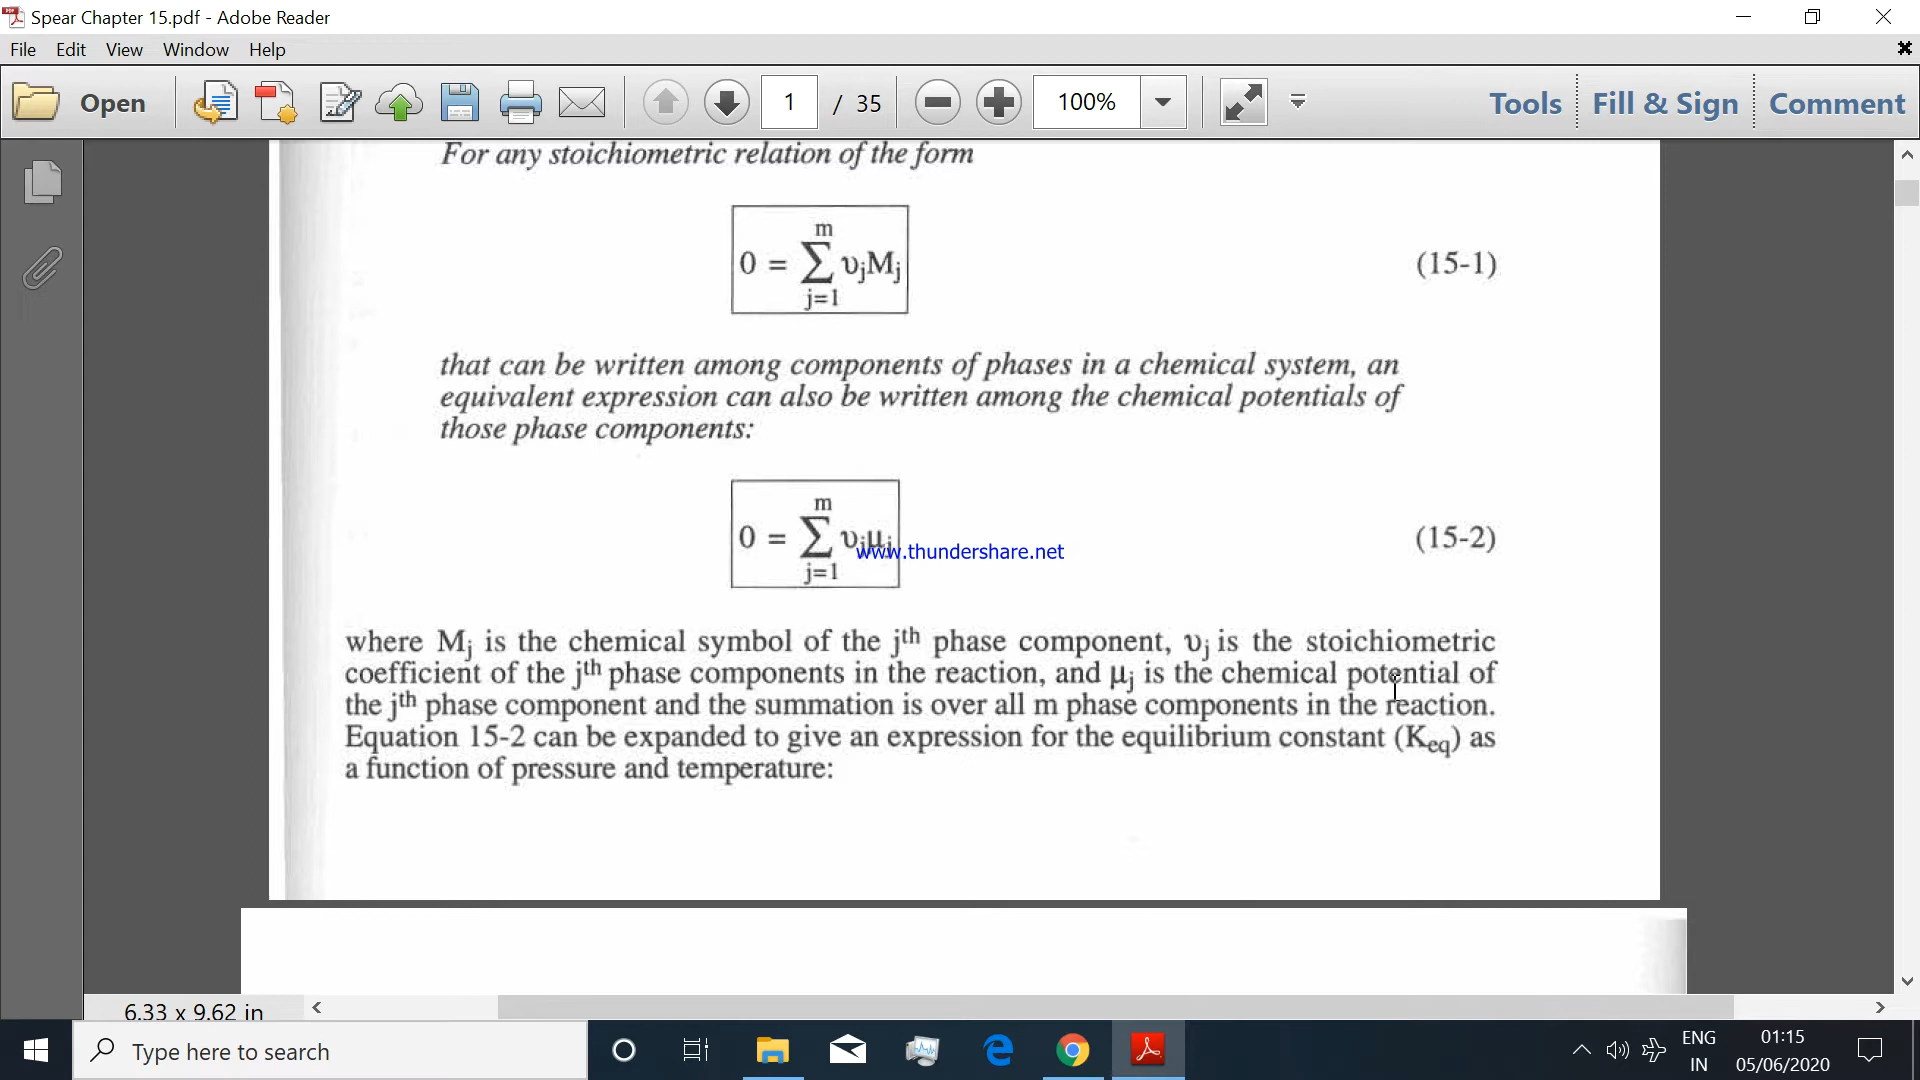 Spear Chapter 15.pdf - Adobe Reader
File Edit View Window Help
Open 1 / 35 100% Tools Fill & Sign Comment
For any stoichiometric relation of the form
m
0 = ∑ υjMj (15-1)
j=1
that can be written among components of phases in a chemical system, an
equivalent expression can also be written among the chemical potentials of
those phase components:
m
0 = ∑ υjμj (15-2)
www.thundershare.net
j=1
where Mj is the chemical symbol of the jth phase component, υj is the stoichiometric
coefficient of the jth phase components in the reaction, and μj is the chemical potential of
the jth phase component and the summation is over all m phase components in the reaction.
Equation 15-2 can be expanded to give an expression for the equilibrium constant (Keq) as
a function of pressure and temperature:
6.33 x 9.62 in
Type here to search
ENG 01:15
IN 05/06/2020